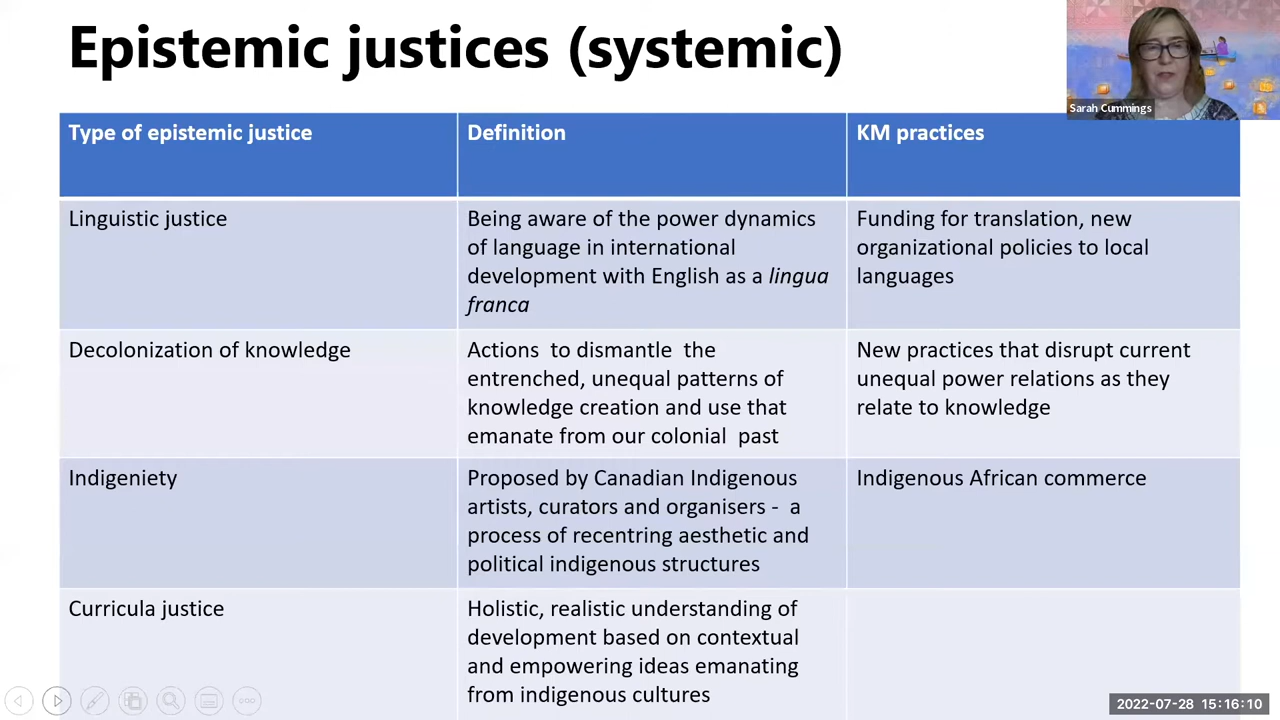 Epistemic justices (systemic)
Sarah Cummings
Type of epistemic justice
Definition
KM practices
Linguistic justice
Being aware of the power dynamics
of language in international
development with English as a lingua
franca
Funding for translation, new
organizational policies to local
languages
Decolonization of knowledge
Actions to dismantle the
entrenched, unequal patterns of
knowledge creation and use that
emanate from our colonial past
New practices that disrupt current
unequal power relations as they
relate to knowledge
Indigeniety
Proposed by Canadian Indigenous
artists, curators and organisers - a
process of recentring aesthetic and
political indigenous structures
Indigenous African commerce
Curricula justice
Holistic, realistic understanding of
development based on contextual
and empowering ideas emanating
from indigenous cultures
2022-07-28 15:16:10